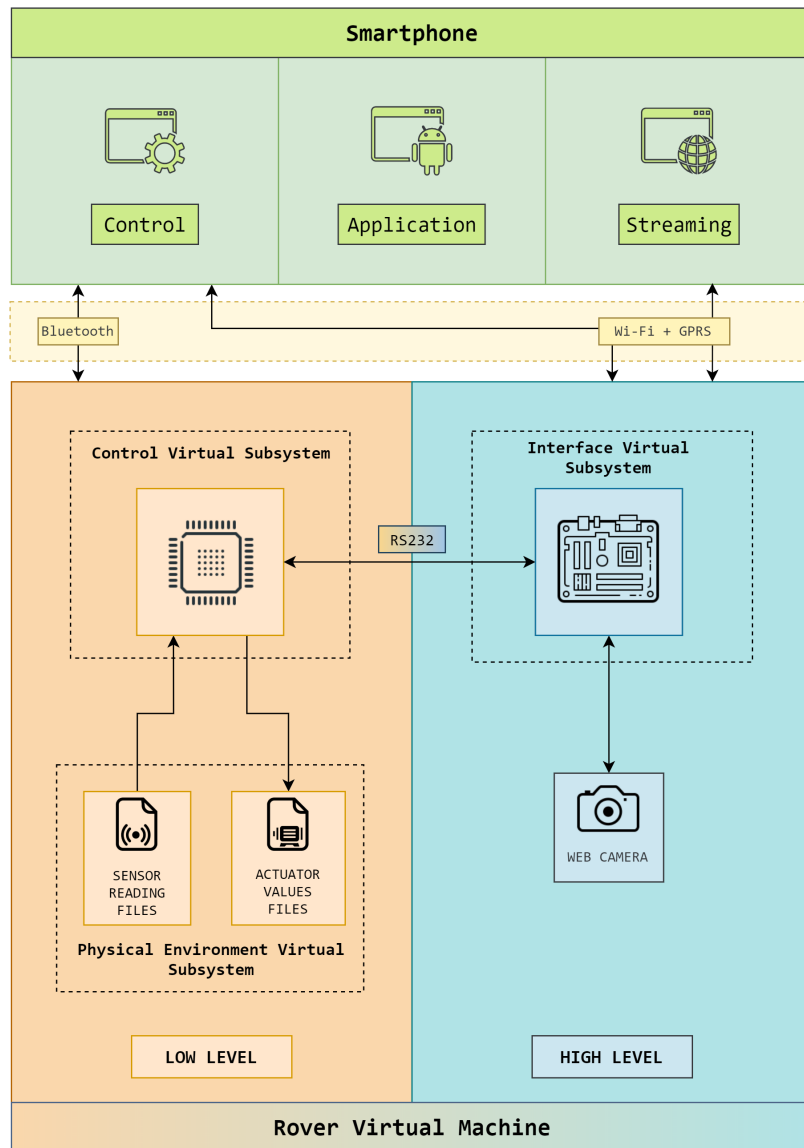 Smartphone
Control
Application
Streaming
Bluetooth
Wi-Fi + GPRS
Control Virtual Subsystem
Interface Virtual
Subsystem
RS232
SENSOR
READING
FILES
ACTUATOR
VALUES
FILES
WEB CAMERA
Physical Environment Virtual
Subsystem
LOW LEVEL
HIGH LEVEL
Rover Virtual Machine